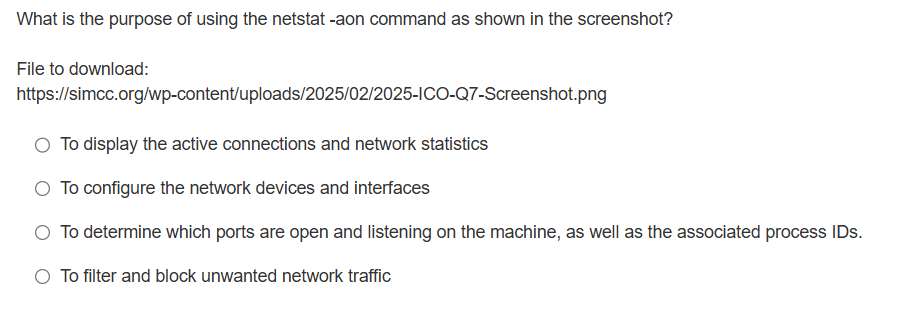 What is the purpose of using the netstat -aon command as shown in the screenshot?
File to download:
https://simcc.org/wp-content/uploads/2025/02/2025-ICO-Q7-Screenshot.png
To display the active connections and network statistics
To configure the network devices and interfaces
To determine which ports are open and listening on the machine, as well as the associated process IDs.
To filter and block unwanted network traffic